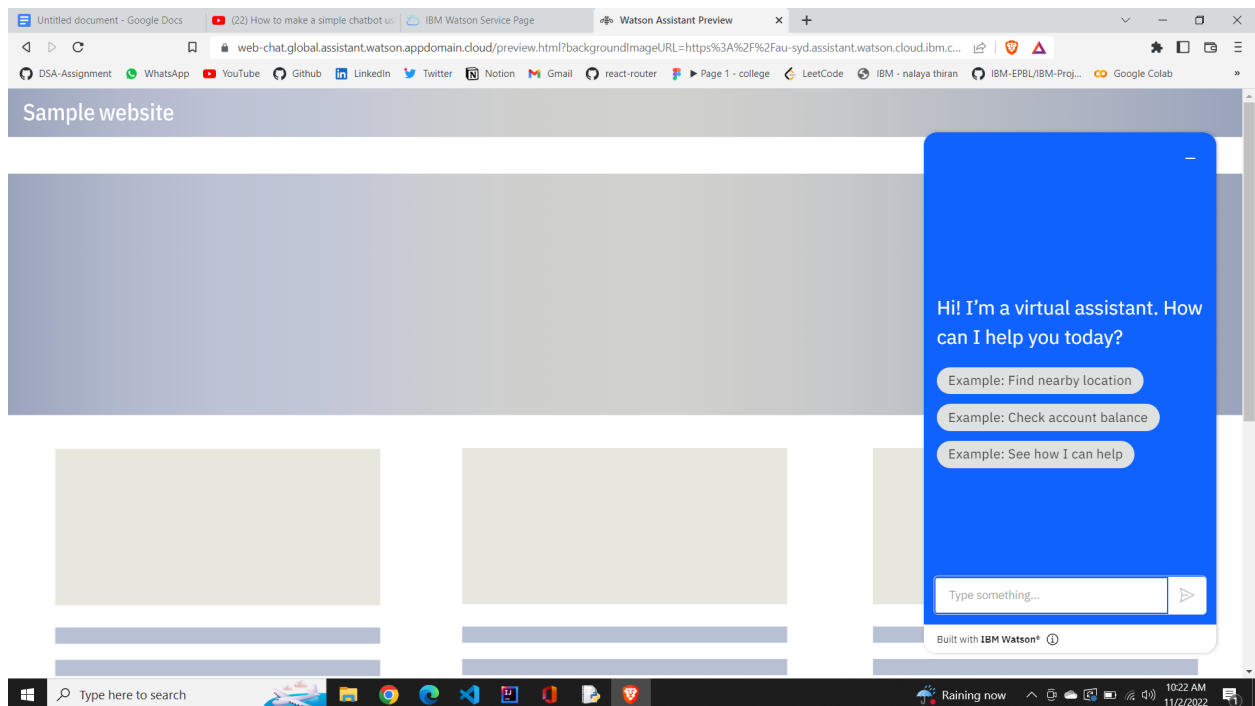 Untitled document - Google Docs
(22) How to make a simple chatbot us
IBM Watson Service Page
Watson Assistant Preview
web-chat.global.assistant.watson.appdomain.cloud/preview.html?backgroundImageURL=https%3A%2F%2Fau-syd.assistant.watson.cloud.ibm.c...
DSA-Assignment WhatsApp YouTube Github LinkedIn Twitter Notion Gmail react-router ▶ Page 1 - college LeetCode IBM - nalaya thiran IBM-EPBL/IBM-Proj... Google Colab »
Sample website
Hi! I'm a virtual assistant. How
can I help you today?
Example: Find nearby location
Example: Check account balance
Example: See how I can help
Type something...
Built with IBM Watson®
Type here to search
Raining now
10:22 AM
11/2/2022